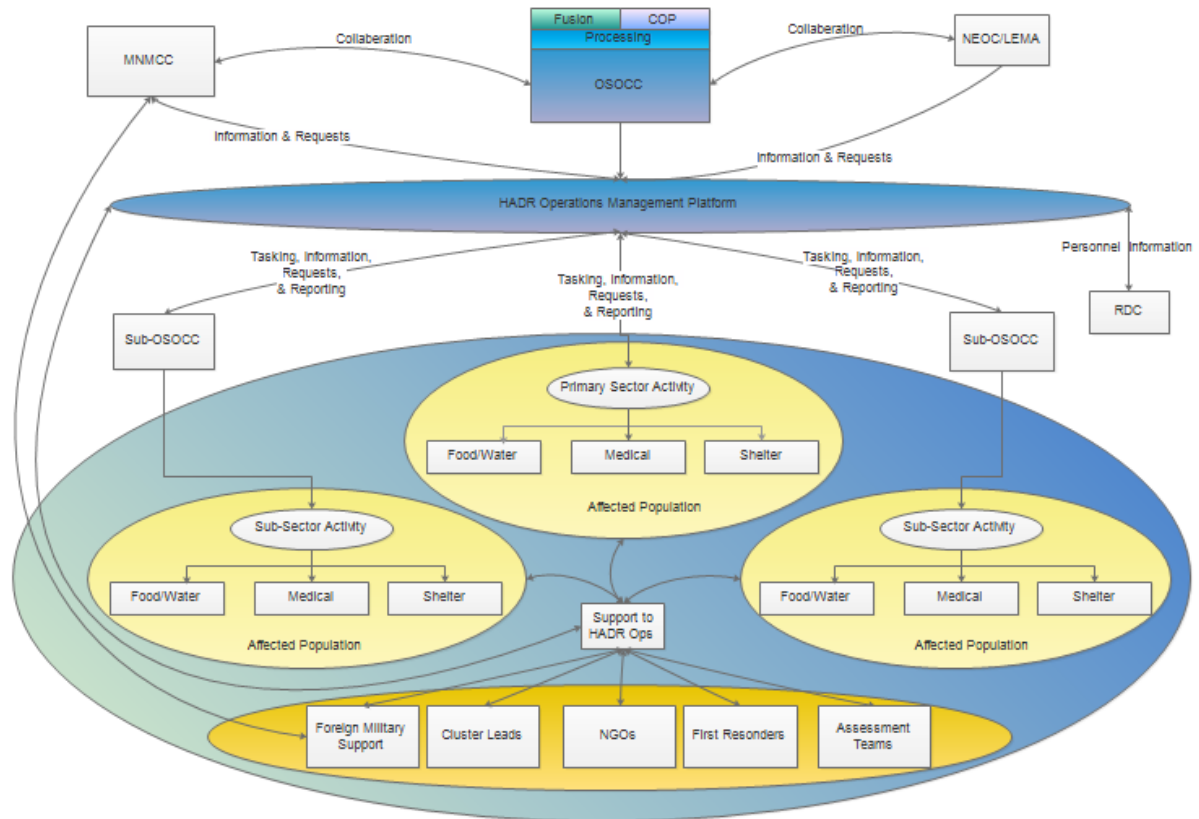 Fusion
COP
Processing
OSOCC
MNMCC
Collaberation
Collaberation
NEOC/LEMA
Information & Requests
Information & Requests
HADR Operations Management Platform
Personnel Information
RDC
Tasking, Information,
Requests,
& Reporting
Tasking, Information,
Requests,
& Reporting
Tasking, Information,
Requests,
& Reporting
Sub-OSOCC
Sub-OSOCC
Primary Sector Activity
Food/Water
Medical
Shelter
Affected Population
Sub-Sector Activity
Food/Water
Medical
Shelter
Affected Population
Sub-Sector Activity
Food/Water
Medical
Shelter
Affected Population
Support to
HADR Ops
Foreign Military
Support
Cluster Leads
NGOs
First Resonders
Assessment
Teams